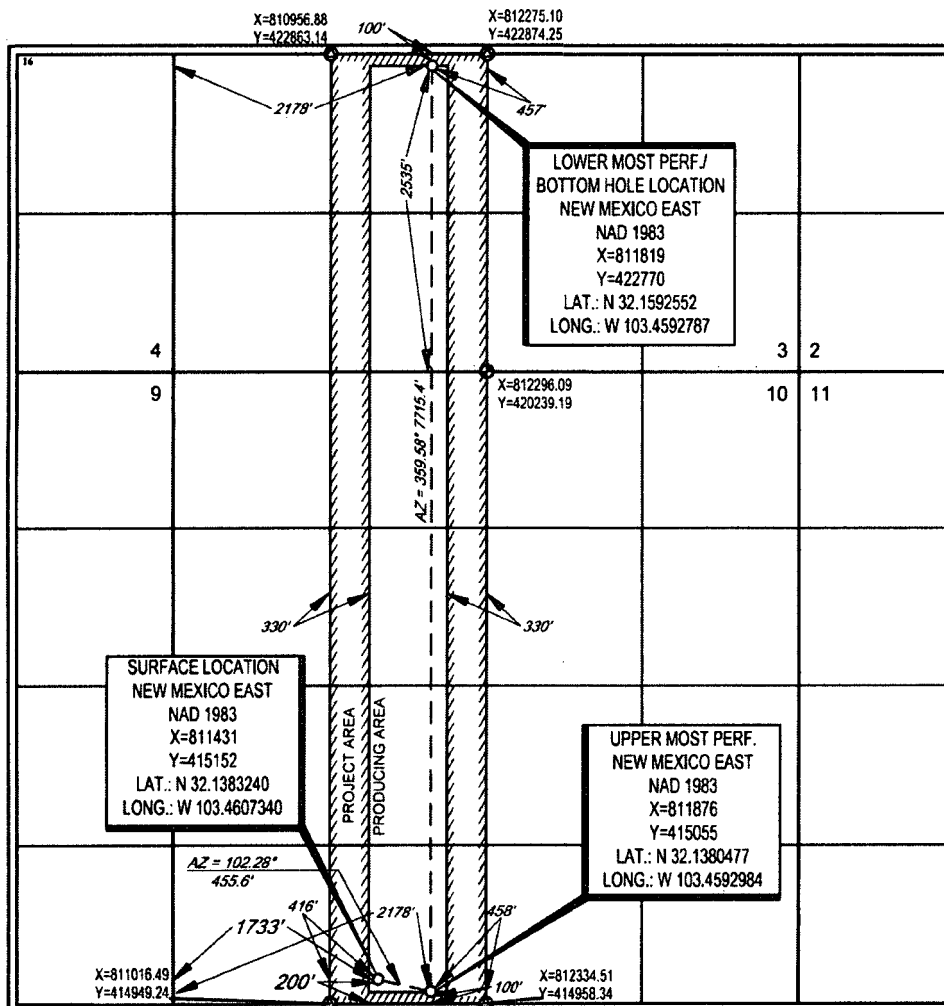 X=810956.88
Y=422863.14
100'
X=812275.10
Y=422874.25
16
2178'
457'
2535'
LOWER MOST PERF./
BOTTOM HOLE LOCATION
NEW MEXICO EAST
NAD 1983
X=811819
Y=422770
LAT.: N 32.1592552
LONG.: W 103.4592787
4
3
2
9
10
11
X=812296.09
Y=420239.19
AZ = 359.58° 7715.4'
330'
330'
SURFACE LOCATION
NEW MEXICO EAST
NAD 1983
X=811431
Y=415152
LAT.: N 32.1383240
LONG.: W 103.4607340
PROJECT AREA
PRODUCING AREA
UPPER MOST PERF.
NEW MEXICO EAST
NAD 1983
X=811876
Y=415055
LAT.: N 32.1380477
LONG.: W 103.4592984
AZ = 102.28°
455.6'
416'
2178'
458'
1733'
200'
100'
X=811016.49
Y=414949.24
X=812334.51
Y=414958.34